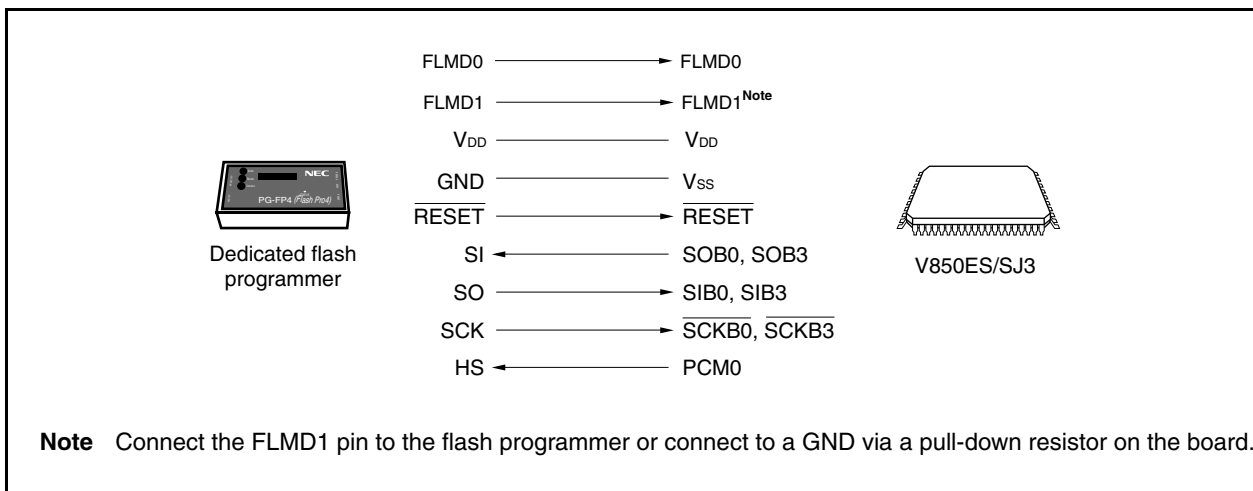 FLMD0 FLMD0
FLMD1 FLMD1Note
VDD VDD
GND VSS
RESET RESET
SI SOB0, SOB3
SO SIB0, SIB3
SCK SCKB0, SCKB3
HS PCM0
NEC
PG-FP4 (Flash Pro4)
Dedicated flash
programmer
V850ES/SJ3
Note Connect the FLMD1 pin to the flash programmer or connect to a GND via a pull-down resistor on the board.